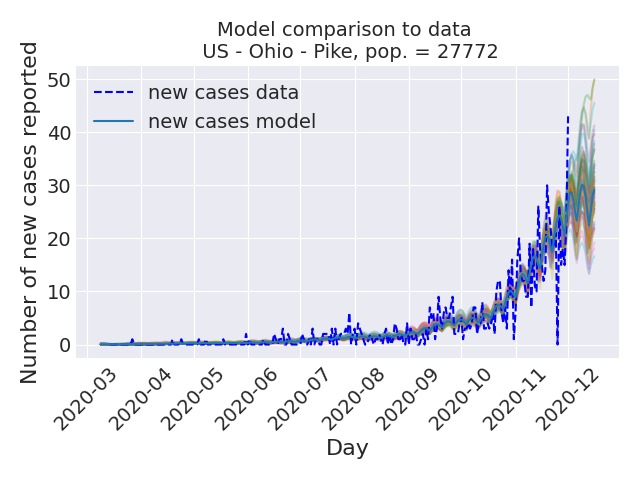 Model comparison to data
US - Ohio - Pike, pop. = 27772
Number of new cases reported
50
40
30
20
10
0
new cases data
new cases model
2020-03
2020-04
2020-05
2020-06
2020-07
2020-08
2020-09
2020-10
2020-11
2020-12
Day